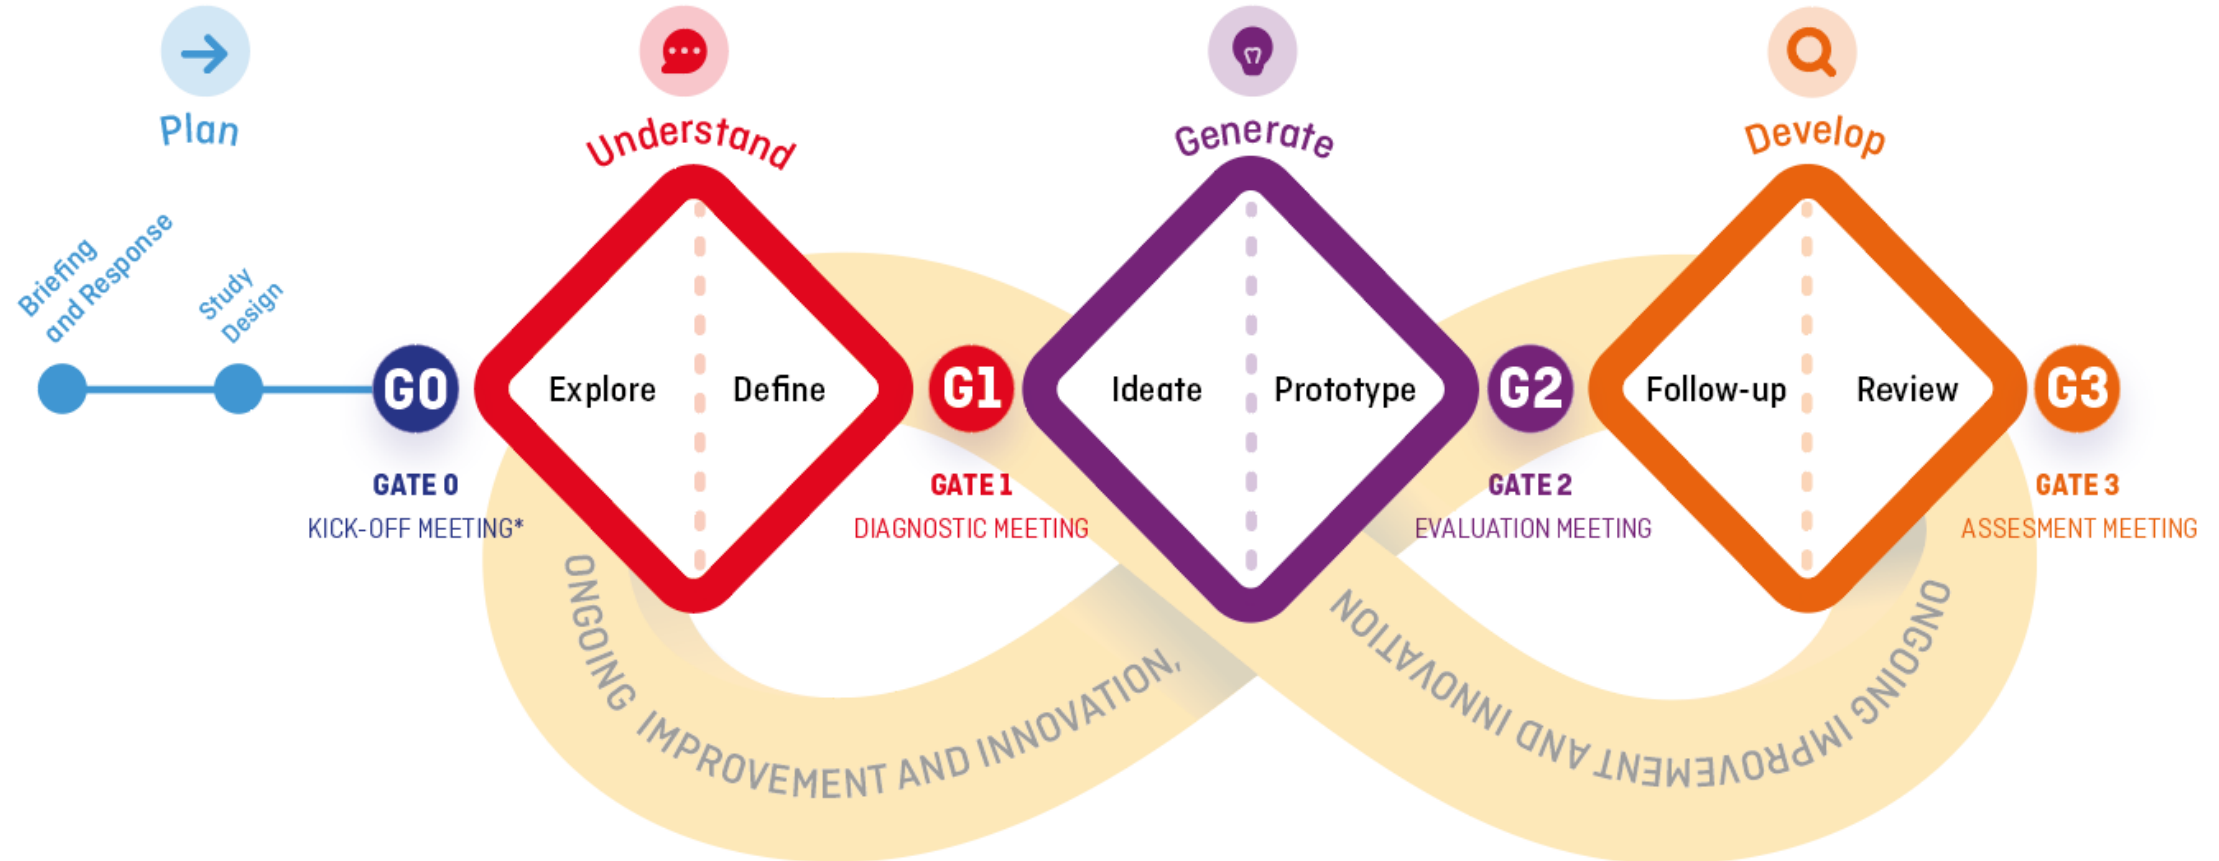 Plan
Understand
Generate
Develop
Briefing
and Response
Study
Design
G0
Explore
Define
G1
Ideate
Prototype
G2
Follow-up
Review
G3
GATE 0
KICK-OFF MEETING*
GATE 1
DIAGNOSTIC MEETING
GATE 2
EVALUATION MEETING
GATE 3
ASSESMENT MEETING
ONGOING IMPROVEMENT AND INNOVATION,
ONGOING IMPROVEMENT AND INNOVATION